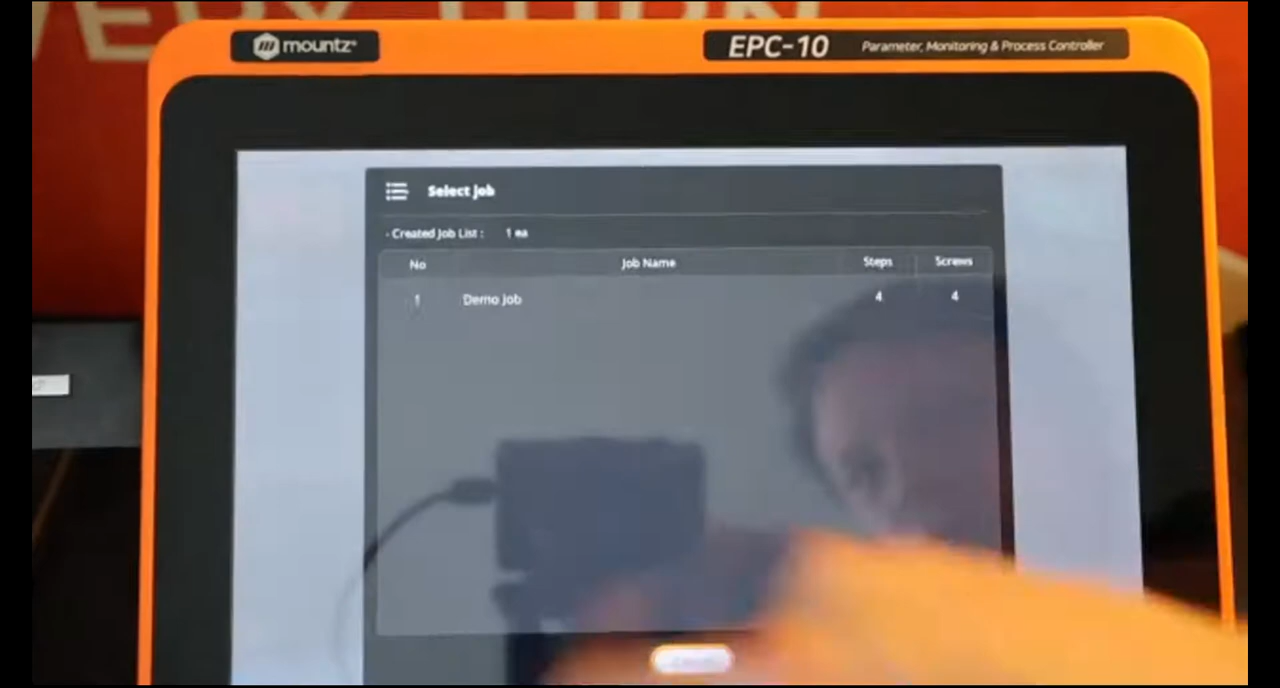 mountz®
EPC-10 Parameter, Monitoring & Process Controller
Select Job
- Created Job List : 1 ea
No Job Name Steps Screws
1 Demo Job 4 4